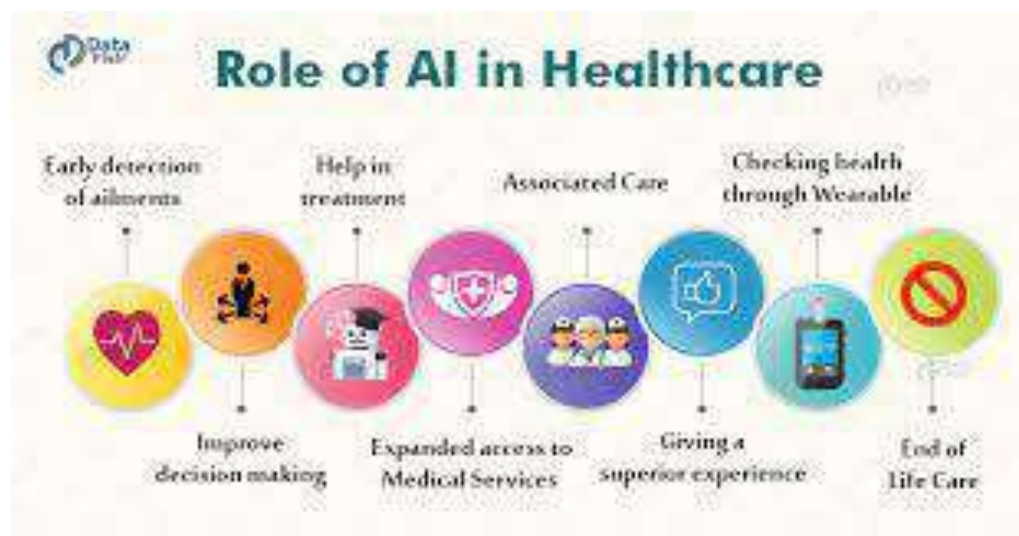 Data
Flair
Role of AI in Healthcare
Early detection
of ailments
Help in
treatment
Associated Care
Checking health
through Wearable
Improve
decision making
Expanded access to
Medical Services
Giving a
superior experience
End of
Life Care